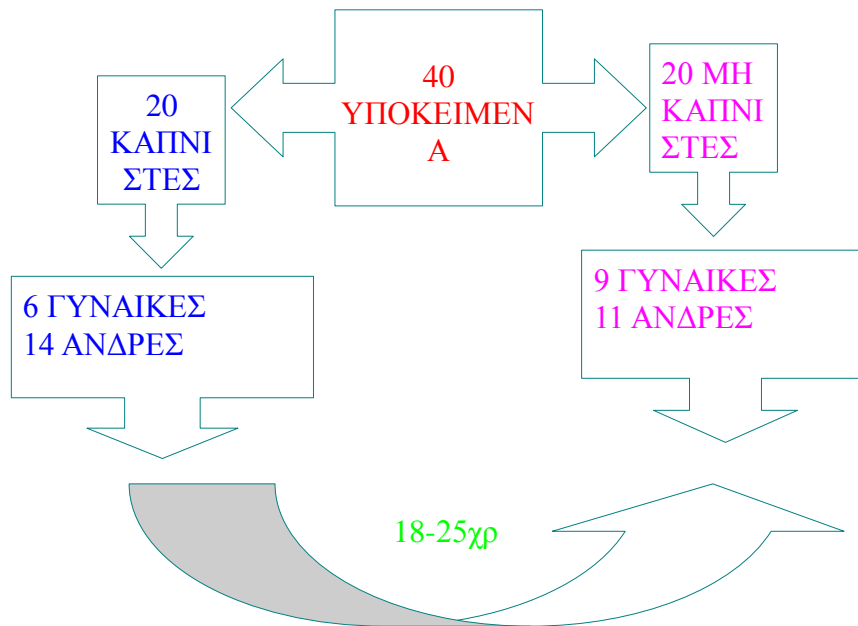 40
ΥΠΟΚΕΙΜΕΝ
Α
20
ΚΑΠΝΙ
ΣΤΕΣ
20 ΜΗ
ΚΑΠΝΙ
ΣΤΕΣ
6 ΓΥΝΑΙΚΕΣ
14 ΑΝΔΡΕΣ
9 ΓΥΝΑΙΚΕΣ
11 ΑΝΔΡΕΣ
18-25χρ